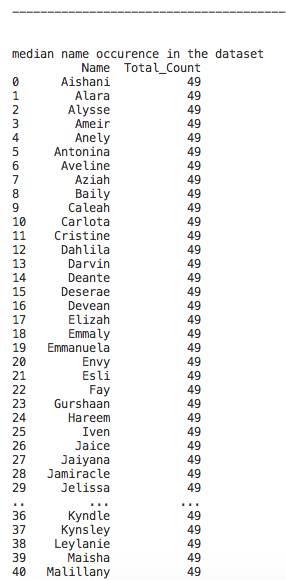 ----------------------------------------
median name occurence in the dataset
Name Total_Count
0 Aishani 49
1 Alara 49
2 Alysse 49
3 Ameir 49
4 Anely 49
5 Antonina 49
6 Aveline 49
7 Aziah 49
8 Baily 49
9 Caleah 49
10 Carlota 49
11 Cristine 49
12 Dahlila 49
13 Darvin 49
14 Deante 49
15 Deserae 49
16 Devean 49
17 Elizah 49
18 Emmaly 49
19 Emmanuela 49
20 Envy 49
21 Esli 49
22 Fay 49
23 Gurshaan 49
24 Hareem 49
25 Iven 49
26 Jaice 49
27 Jaiyana 49
28 Jamiracle 49
29 Jelissa 49
.. ... ...
36 Kyndle 49
37 Kynsley 49
38 Leylanie 49
39 Maisha 49
40 Malillany 49